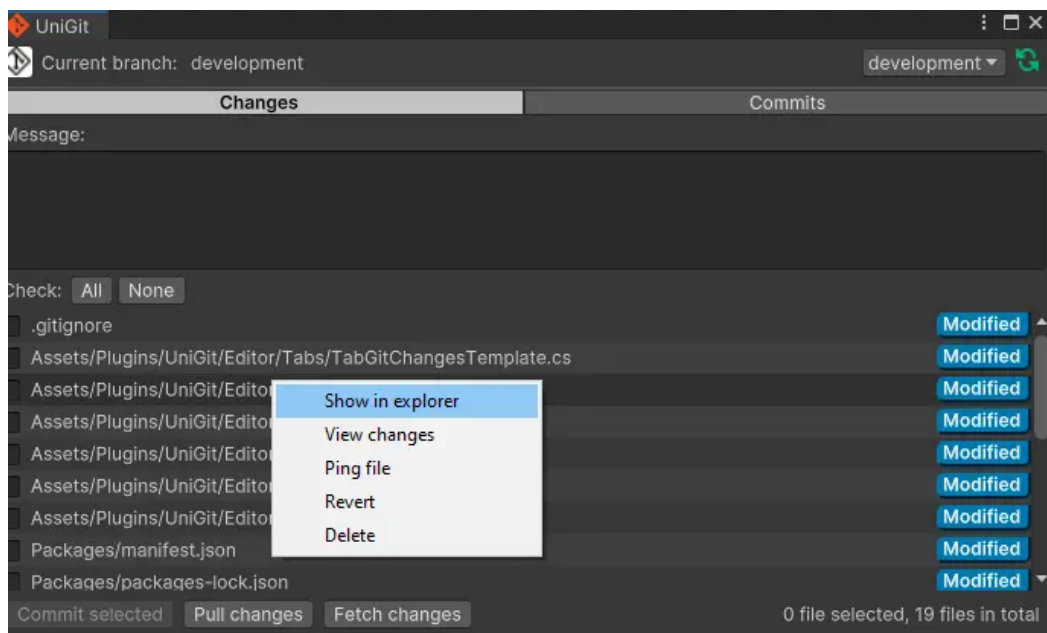 UniGit
Current branch: development
development
Changes
Commits
Message:
Check: All None
.gitignore Modified
Assets/Plugins/UniGit/Editor/Tabs/TabGitChangesTemplate.cs Modified
Assets/Plugins/UniGit/Editor Modified
Assets/Plugins/UniGit/Editor Modified
Assets/Plugins/UniGit/Editor Modified
Assets/Plugins/UniGit/Editor Modified
Assets/Plugins/UniGit/Editor Modified
Packages/manifest.json Modified
Packages/packages-lock.json Modified
Show in explorer
View changes
Ping file
Revert
Delete
Commit selected Pull changes Fetch changes 0 file selected, 19 files in total